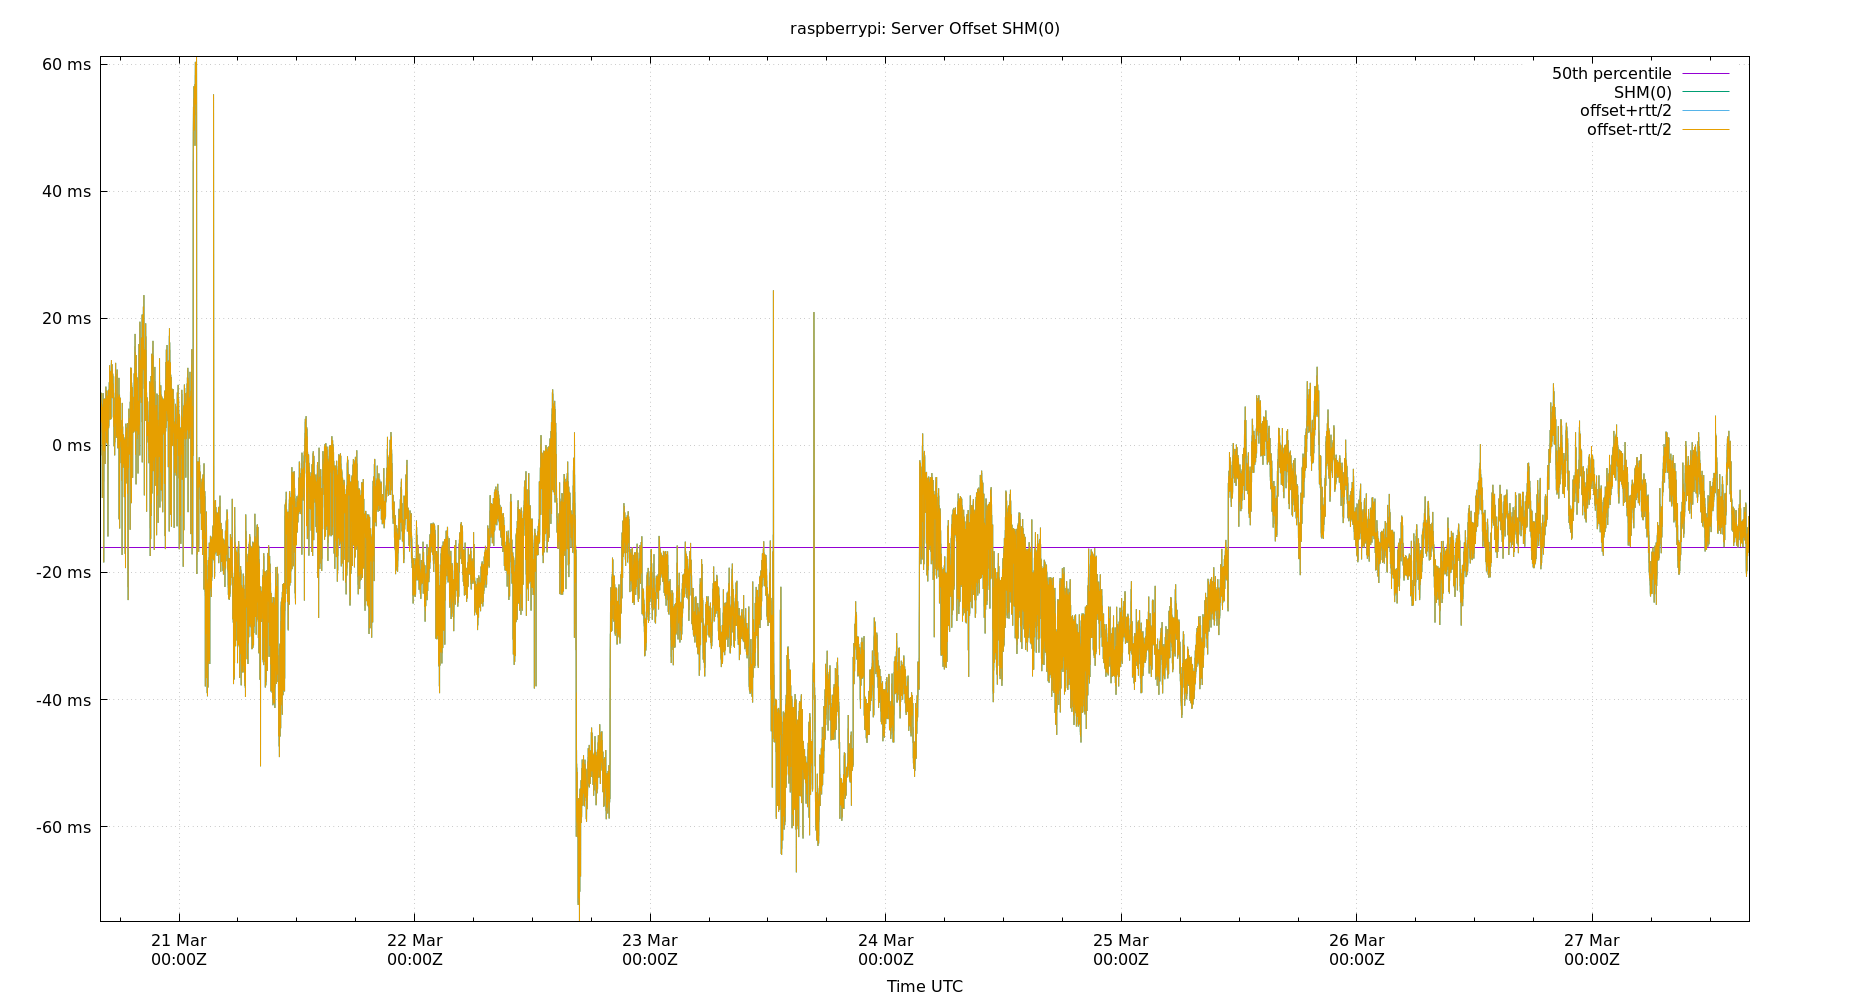 raspberrypi: Server Offset SHM(0)
50th percentile
SHM(0)
offset+rtt/2
offset-rtt/2
60 ms
40 ms
20 ms
0 ms
-20 ms
-40 ms
-60 ms
21 Mar
00:00Z
22 Mar
00:00Z
23 Mar
00:00Z
24 Mar
00:00Z
25 Mar
00:00Z
26 Mar
00:00Z
27 Mar
00:00Z
Time UTC